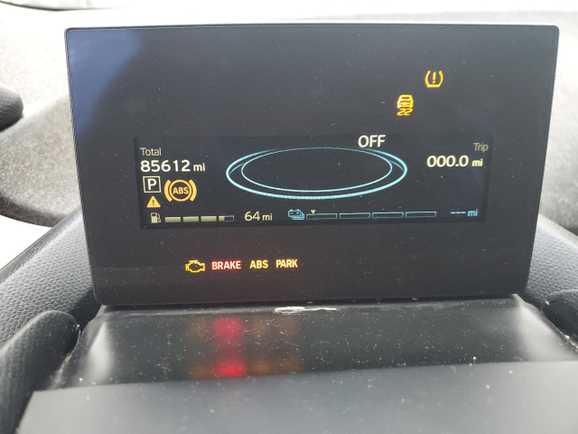 OFF
Total
Trip
85612 mi
000.0 mi
P
ABS
64 mi
--- mi
BRAKE ABS PARK